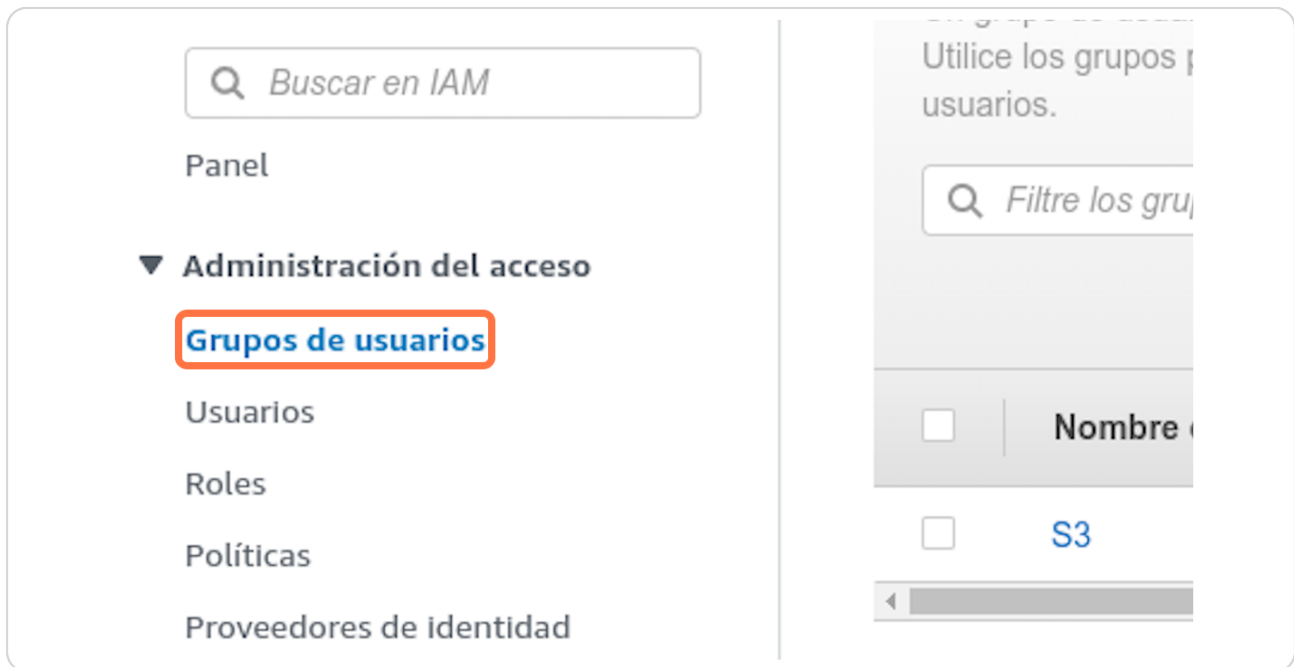 Buscar en IAM
Panel
Administración del acceso
Grupos de usuarios
Usuarios
Roles
Políticas
Proveedores de identidad
Utilice los grupos
usuarios.
Filtre los
Nombre
S3